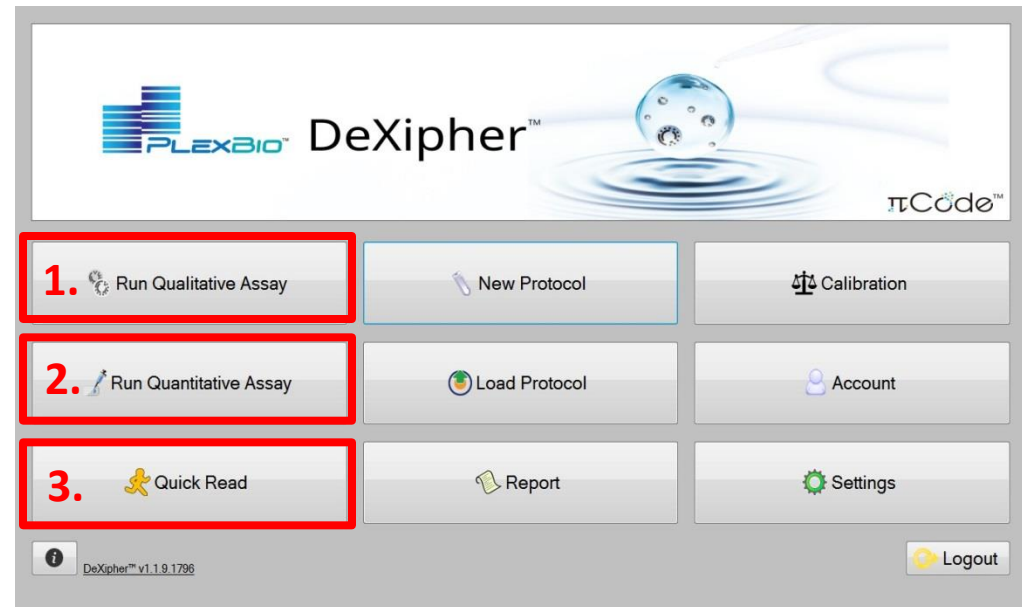 PLEXBIO™ DeXipher™
πCode™
1. Run Qualitative Assay
New Protocol
Calibration
2. Run Quantitative Assay
Load Protocol
Account
3. Quick Read
Report
Settings
i
DeXipher™ v1.1.9.1796
Logout